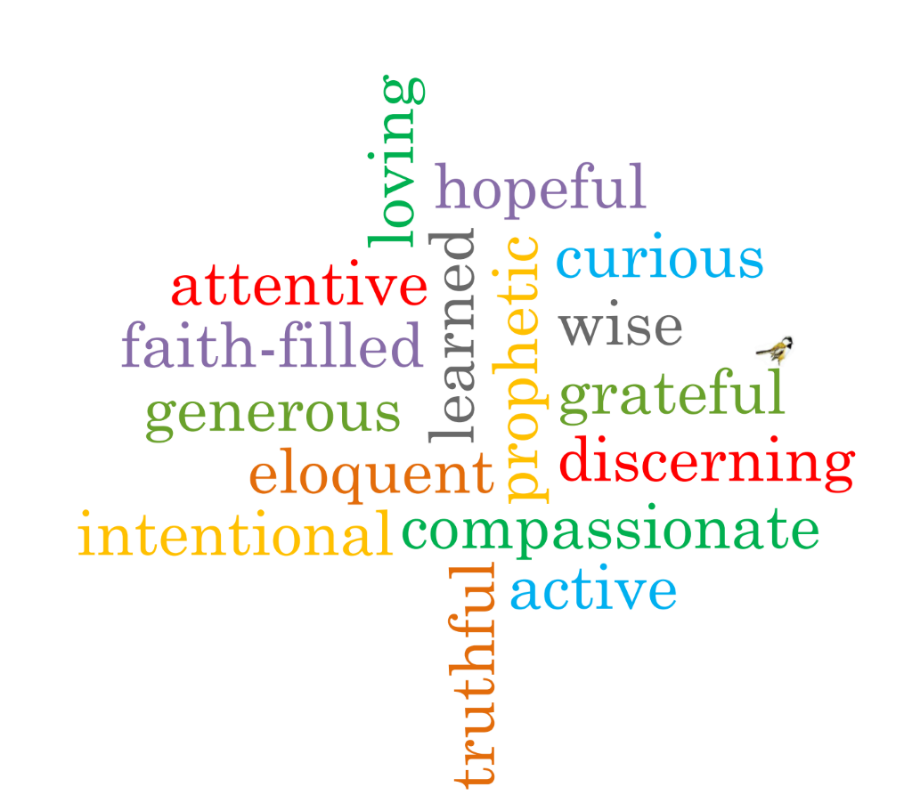 loving
hopeful
learned
prophetic
curious
attentive
wise
faith-filled
grateful
generous
discerning
eloquent
intentional
compassionate
active
truthful